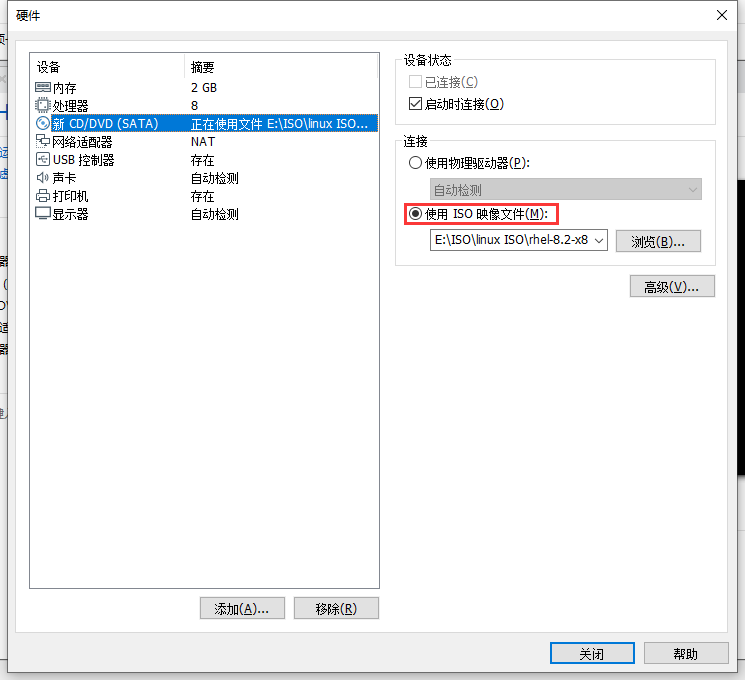 硬件
设备 摘要
内存 2 GB
处理器 8
新 CD/DVD (SATA) 正在使用文件 E:\ISO\linux ISO...
网络适配器 NAT
USB 控制器 存在
声卡 自动检测
打印机 存在
显示器 自动检测
添加(A)...
移除(R)
设备状态
已连接(C)
启动时连接(O)
连接
使用物理驱动器(P):
自动检测
使用 ISO 映像文件(M):
E:\ISO\linux ISO\rhel-8.2-x8
浏览(B)...
高级(V)...
关闭
帮助